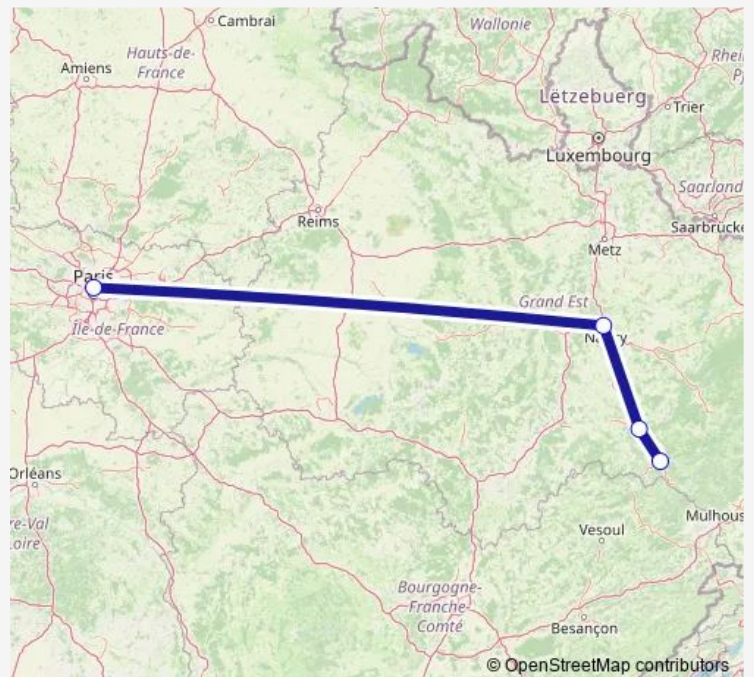 Cambrai
Wallonie
Hauts-de-
France
Amiens
Lëtzebuerg
Trier
Luxembourg
Saarland
Reims
Saarbrücke
Metz
Paris
Grand Est
Île-de-France
Orléans
Mulhous
Vesoul
Bourgogne-
Franche-
Comté
Besançon
© OpenStreetMap contributors